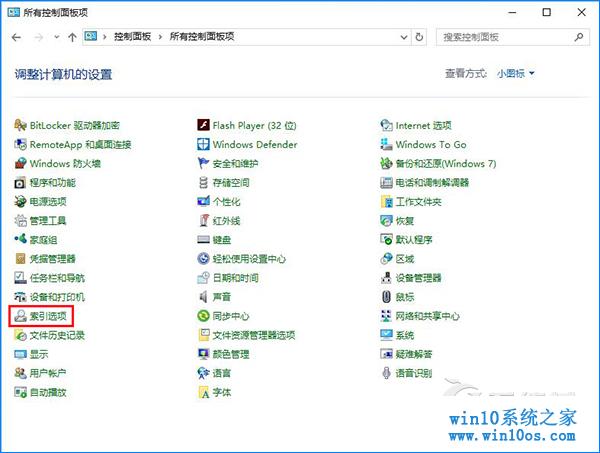 所有控制面板项
控制面板 > 所有控制面板项
搜索控制面板
调整计算机的设置
查看方式: 小图标
BitLocker 驱动器加密
Flash Player (32 位)
Internet 选项
RemoteApp 和桌面连接
Windows Defender
Windows To Go
Windows 防火墙
安全和维护
备份和还原(Windows 7)
程序和功能
存储空间
电话和调制解调器
电源选项
个性化
工作文件夹
管理工具
红外线
恢复
家庭组
键盘
默认程序
凭据管理器
轻松使用设置中心
区域
任务栏和导航
日期和时间
设备管理器
设备和打印机
声音
鼠标
索引选项
同步中心
网络和共享中心
文件历史记录
文件资源管理器选项
系统
显示
颜色管理
疑难解答
用户帐户
语言
语音识别
自动播放
字体
win10系统之家
www.win10os.com